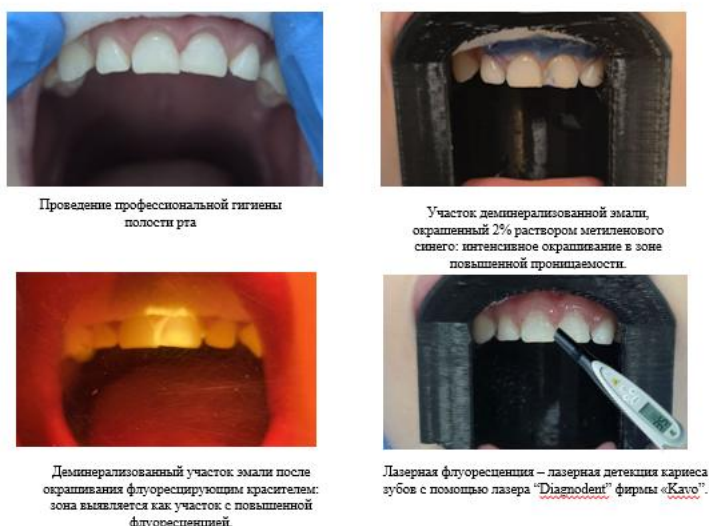 Проведение профессиональной гигиены
полости рта
Участок деминерализованной эмали,
окрашенный 2% раствором метиленового
синего: интенсивное окрашивание в зоне
повышенной проницаемости.
Деминерализованный участок эмали после
окрашивания флуоресцирующим красителем:
зона выявляется как участок с повышенной
флуоресценцией.
Лазерная флуоресценция – лазерная детекция кариеса
зубов с помощью лазера “Diagnodent” фирмы «Kavo”.